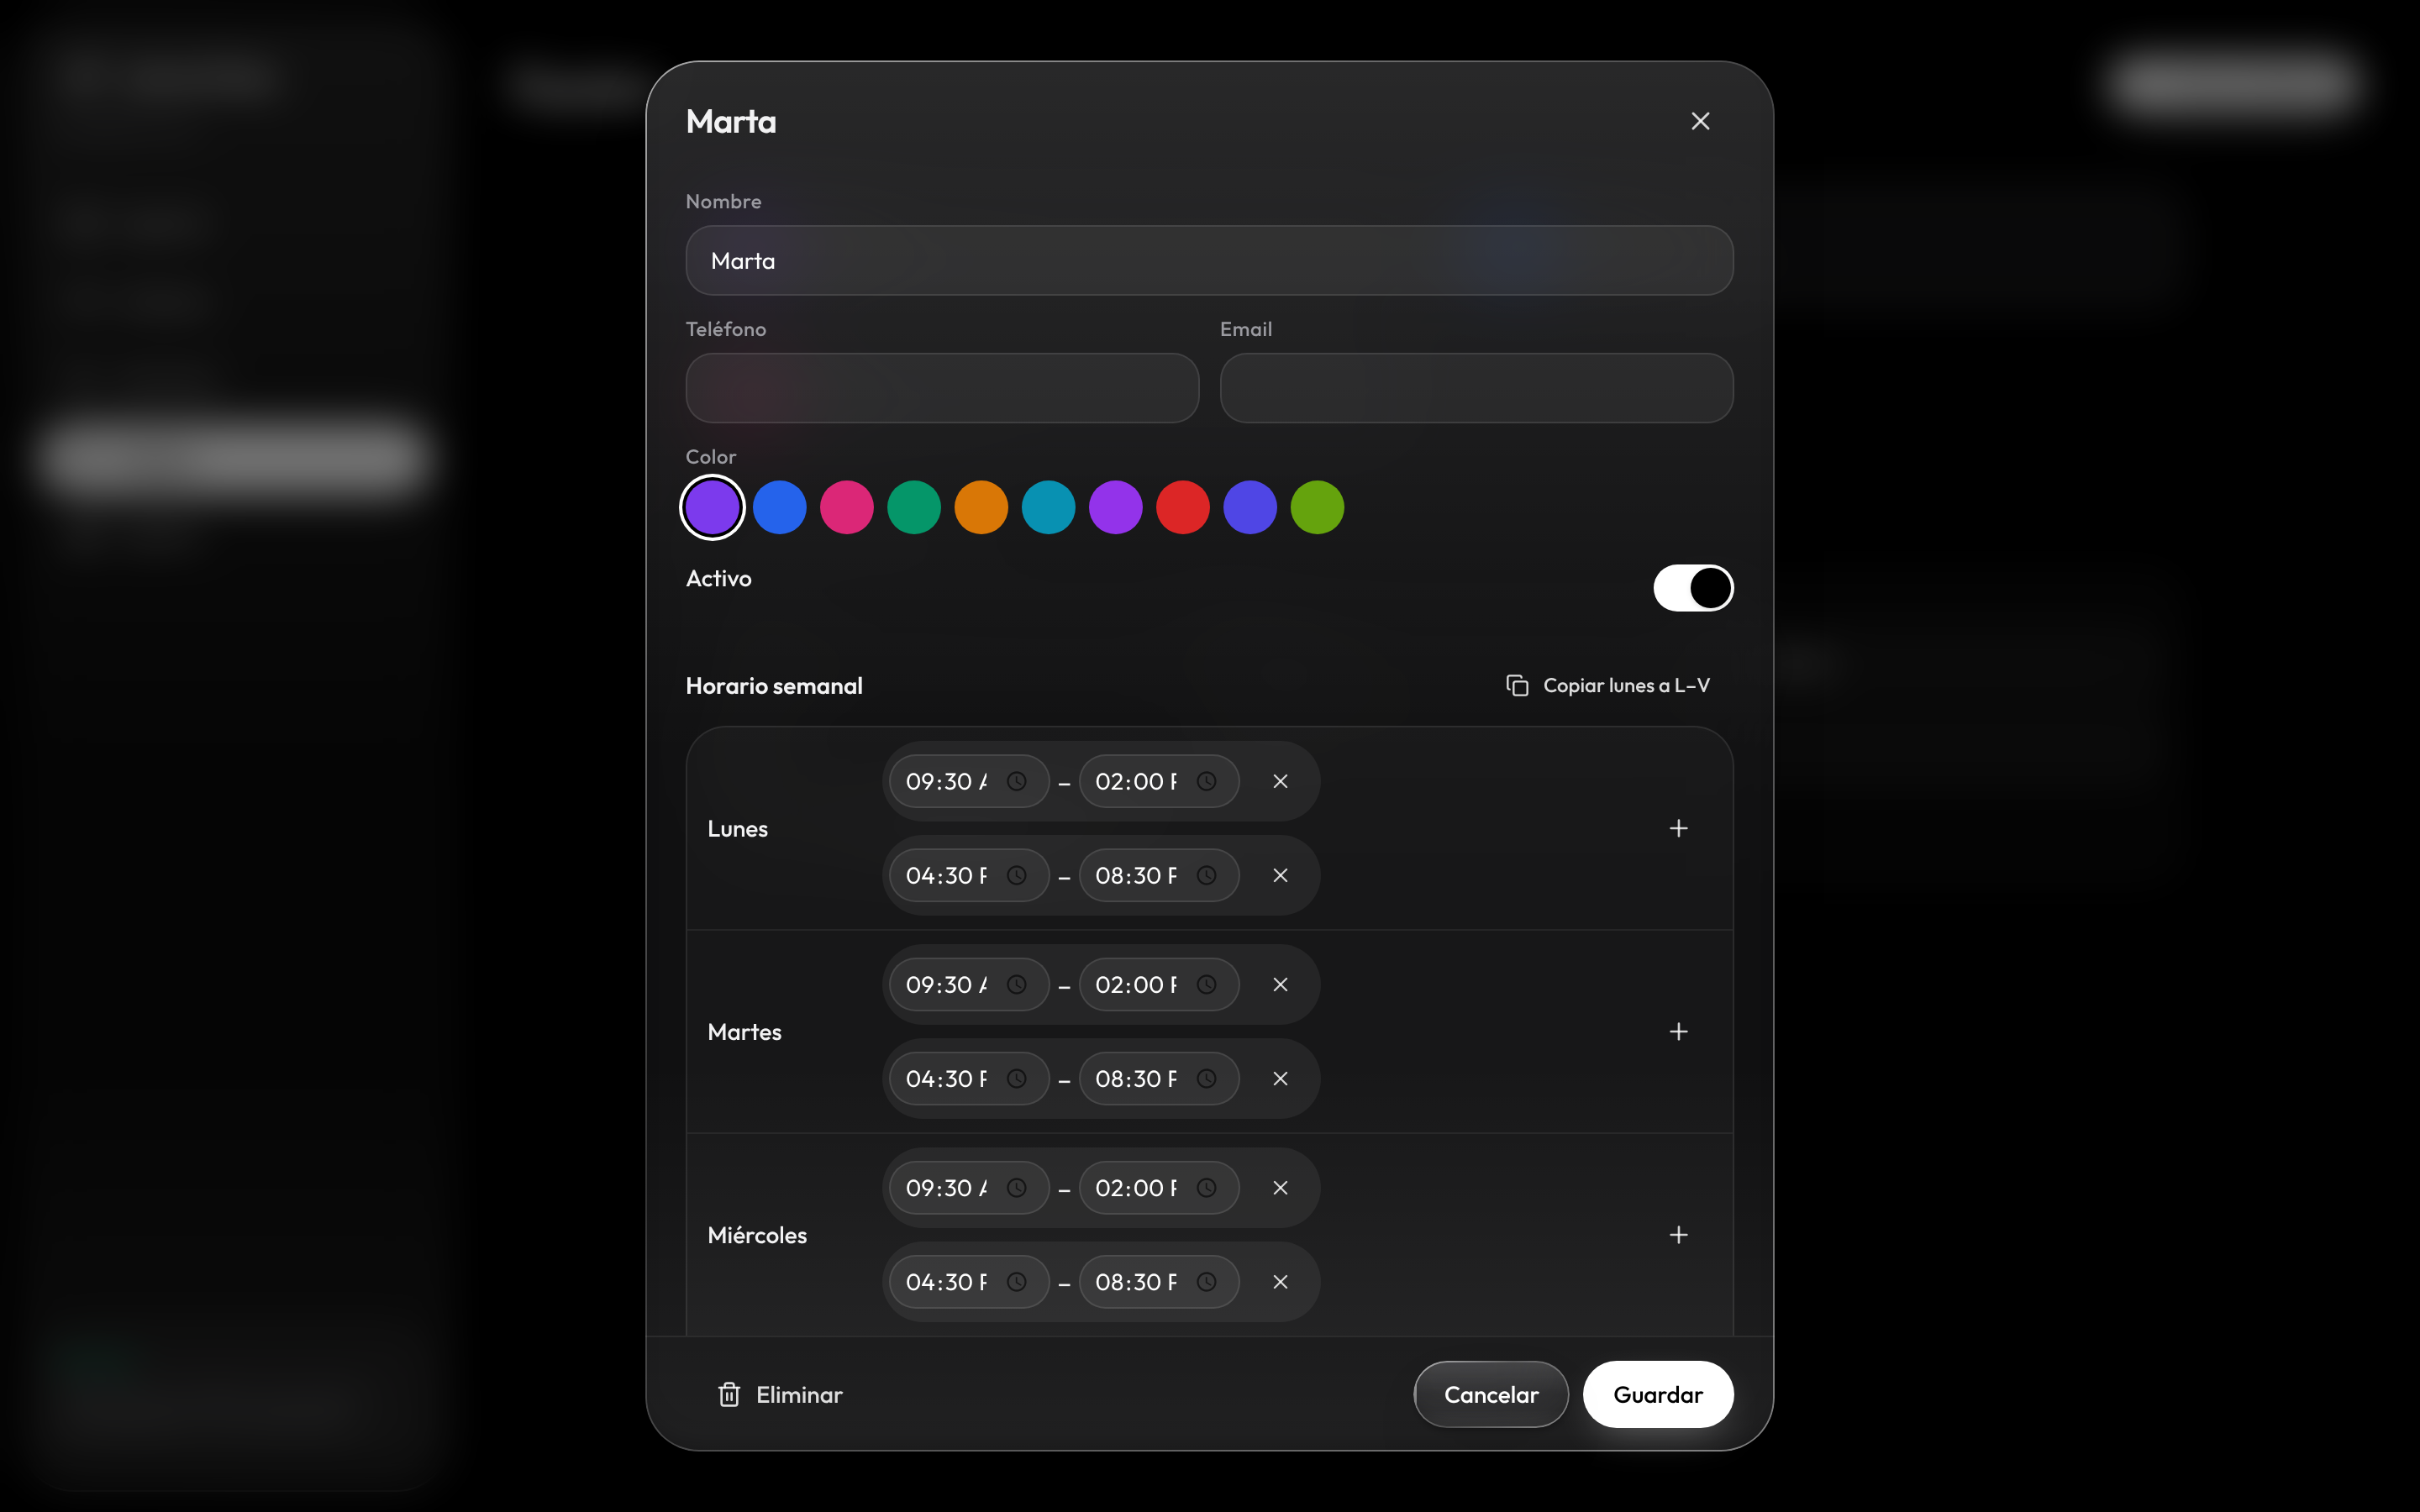 Marta
Nombre
Marta
Teléfono Email
Color
Activo
Horario semanal Copiar lunes a L–V
09:30 A – 02:00 P
Lunes
04:30 P – 08:30 P
09:30 A – 02:00 P
Martes
04:30 P – 08:30 P
09:30 A – 02:00 P
Miércoles
04:30 P – 08:30 P
Eliminar Cancelar Guardar